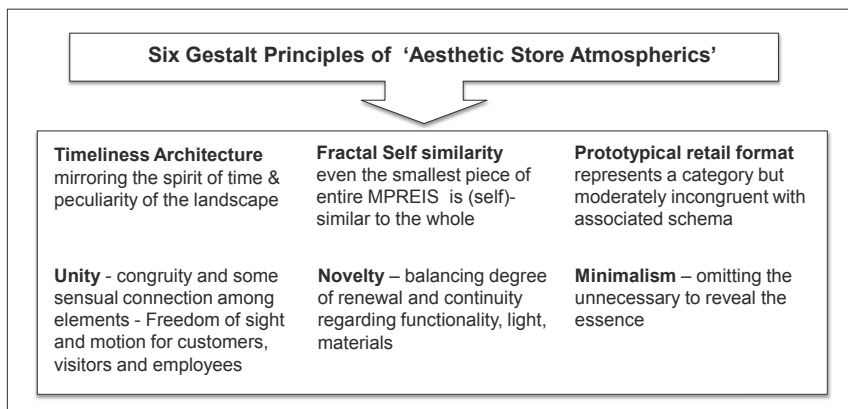 Six Gestalt Principles of ‘Aesthetic Store Atmospherics’
Timeliness Architecture
mirroring the spirit of time &
peculiarity of the landscape
Fractal Self similarity
even the smallest piece of
entire MPREIS is (self)-
similar to the whole
Prototypical retail format
represents a category but
moderately incongruent with
associated schema
Unity - congruity and some
sensual connection among
elements - Freedom of sight
and motion for customers,
visitors and employees
Novelty – balancing degree
of renewal and continuity
regarding functionality, light,
materials
Minimalism – omitting the
unnecessary to reveal the
essence